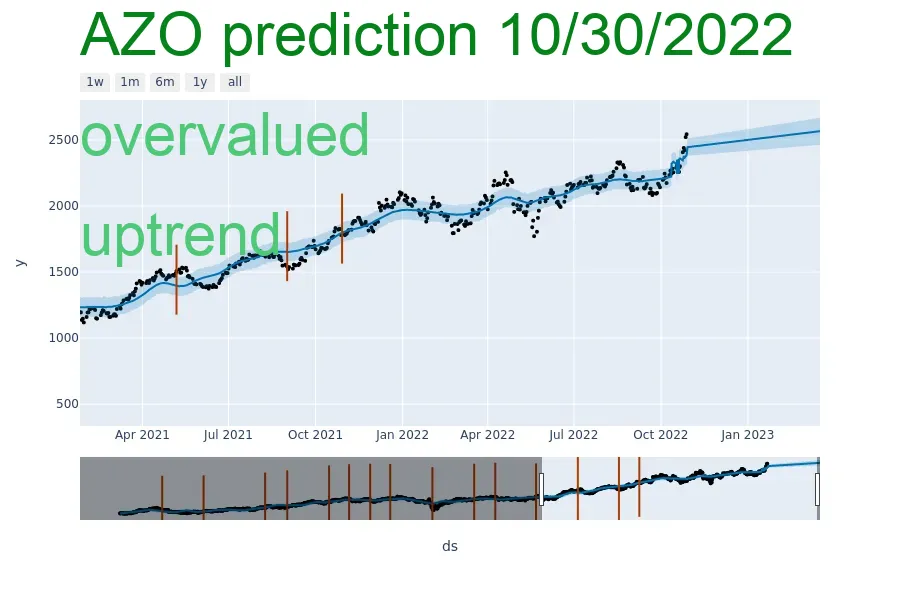 AZO prediction 10/30/2022
1w 1m 6m 1y all
overvalued
uptrend
y
2500
2000
1500
1000
500
Apr 2021 Jul 2021 Oct 2021 Jan 2022 Apr 2022 Jul 2022 Oct 2022 Jan 2023
ds